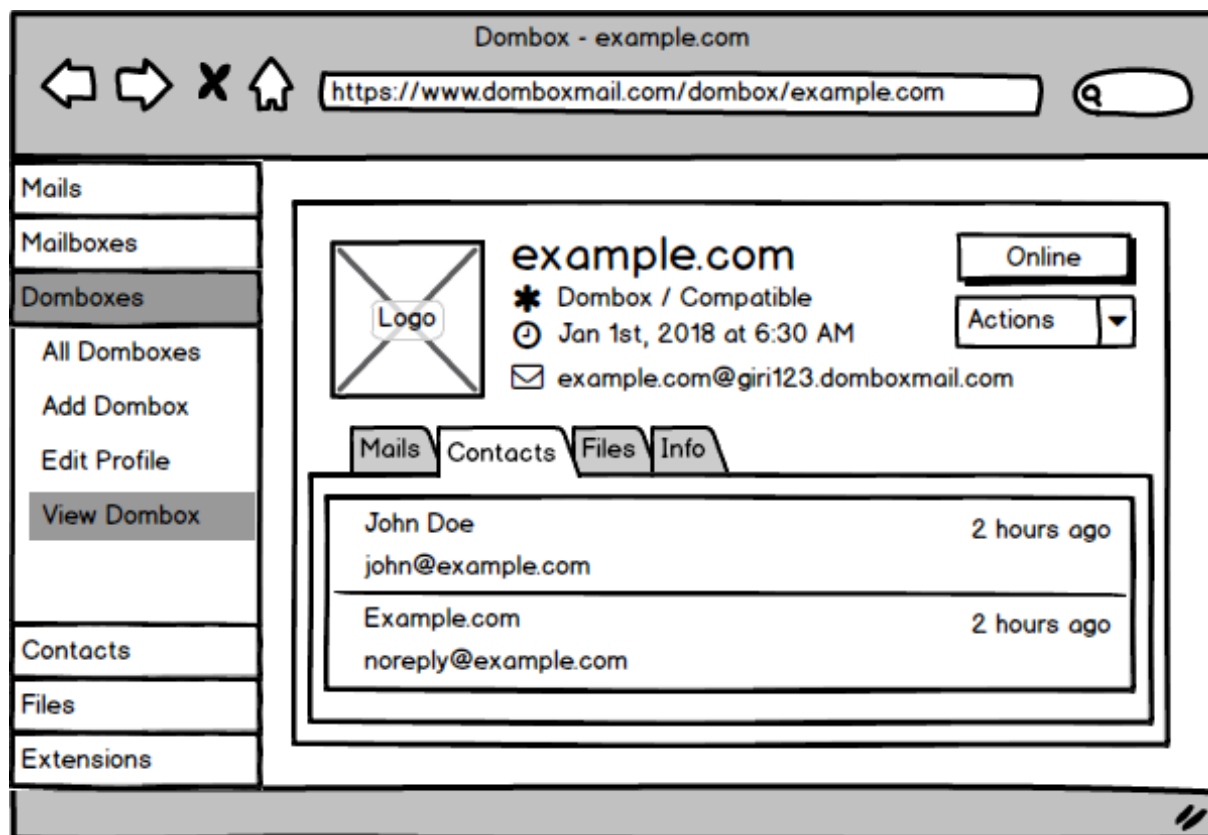 Dombox - example.com
https://www.domboxmail.com/dombox/example.com
Mails
Mailboxes
Domboxes
All Domboxes
Add Dombox
Edit Profile
View Dombox
Contacts
Files
Extensions
Logo
example.com
Dombox / Compatible
Jan 1st, 2018 at 6:30 AM
example.com@giri123.domboxmail.com
Online
Actions
Mails
Contacts
Files
Info
John Doe
2 hours ago
john@example.com
Example.com
2 hours ago
noreply@example.com